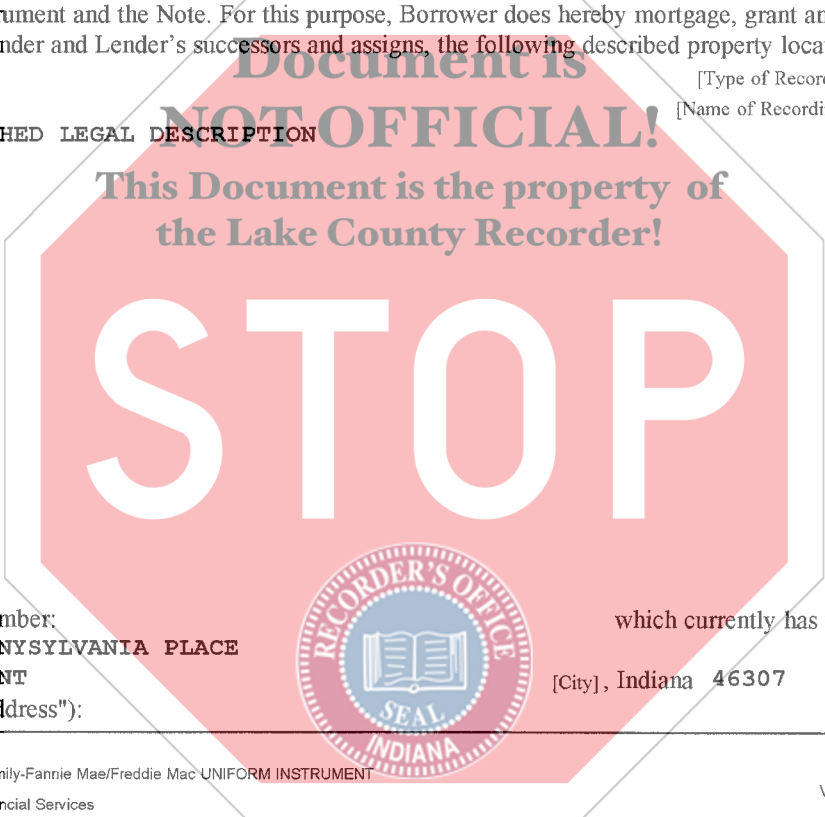 rument and the Note. For this purpose, Borrower does hereby mortgage, grant an
nder and Lender's successors and assigns, the following described property loca
Document is
[Type of Recor
NOT OFFICIAL!
[Name of Recordi
HED LEGAL DESCRIPTION
This Document is the property of
the Lake County Recorder!
STOP
RECORDER'S OFFICE
mber:
which currently has
NYSYLVANIA PLACE
NT
[City], Indiana 46307
ddress"):
SEAL
INDIANA
mily-Fannie Mae/Freddie Mac UNIFORM INSTRUMENT
ncial Services